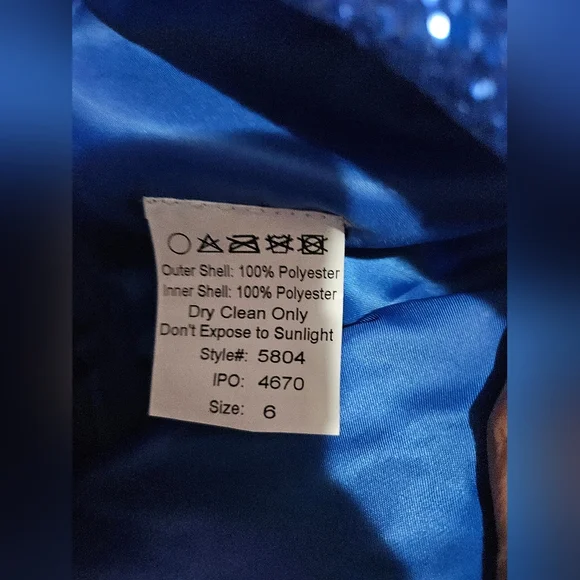 Outer Shell: 100% Polyester
Inner Shell: 100% Polyester
Dry Clean Only
Don't Expose to Sunlight
Style#: 5804
IPO: 4670
Size: 6